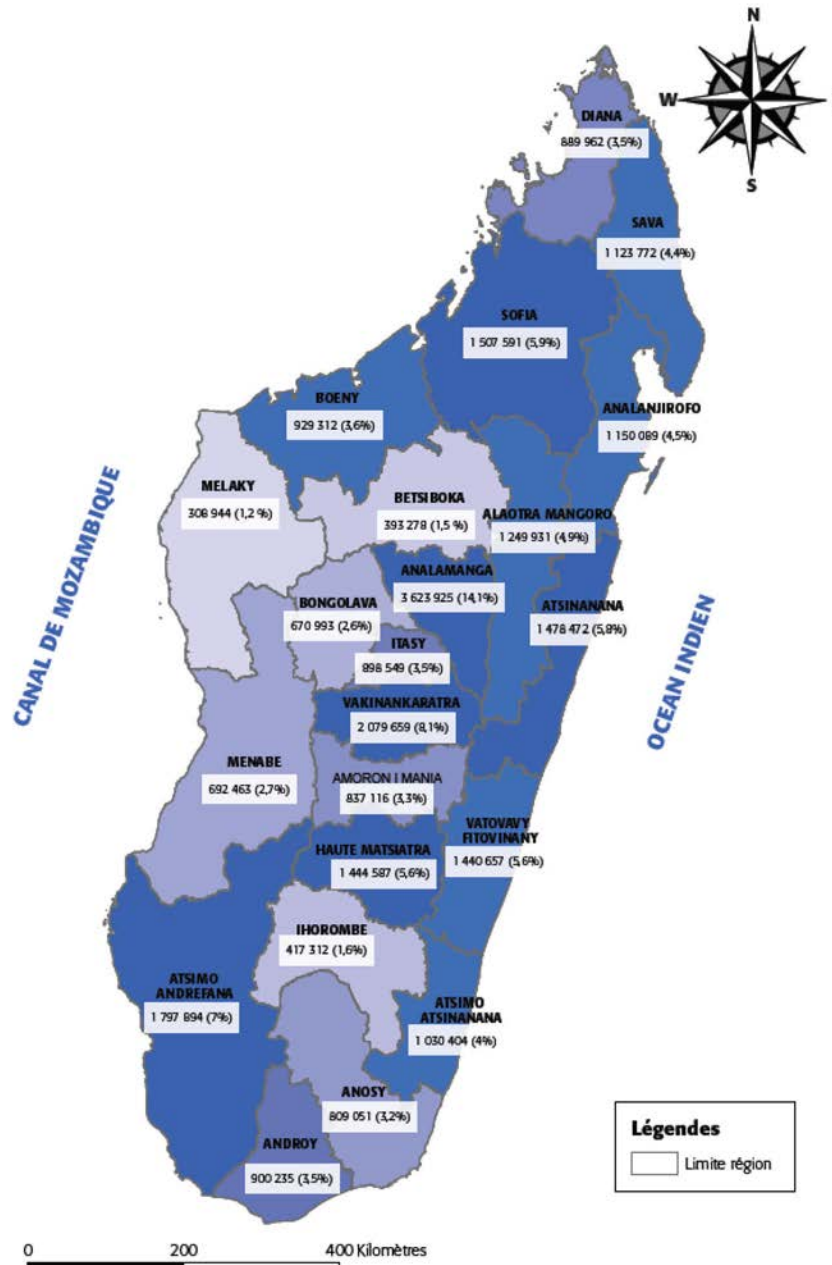 N
W
S
DIANA
889 962 (3,5%)
SAVA
1 123 772 (4,4%)
SOFIA
1 507 591 (5,9%)
BOENY
929 312 (3,6%)
ANALANJIROFO
1 150 089 (4,5%)
MELAKY
308 944 (1,2 %)
BETSIBOKA
393 278 (1,5 %)
ALAOTRA MANGORO
1 249 931 (4,9%)
ANALAMANGA
3 623 925 (14,1%)
BONGOLAVA
670 993 (2,6%)
ATSINANANA
1 478 472 (5,8%)
ITASY
898 549 (3,5%)
CANAL DE MOZAMBIQUE
OCEAN INDIEN
VAKINANKARATRA
2 079 659 (8,1%)
MENABE
692 463 (2,7%)
AMORON I MANIA
837 116 (3,3%)
VATOVAVY
FITOVINANY
1 440 657 (5,6%)
HAUTE MATSIATRA
1 444 587 (5,6%)
IHOROMBE
417 312 (1,6%)
ATSIMO
ANDREFANA
1 797 894 (7%)
ATSIMO
ATSINANANA
1 030 404 (4%)
ANOSY
809 051 (3,2%)
ANDROY
900 235 (3,5%)
Légendes
Limite région
0 200 400 Kilomètres